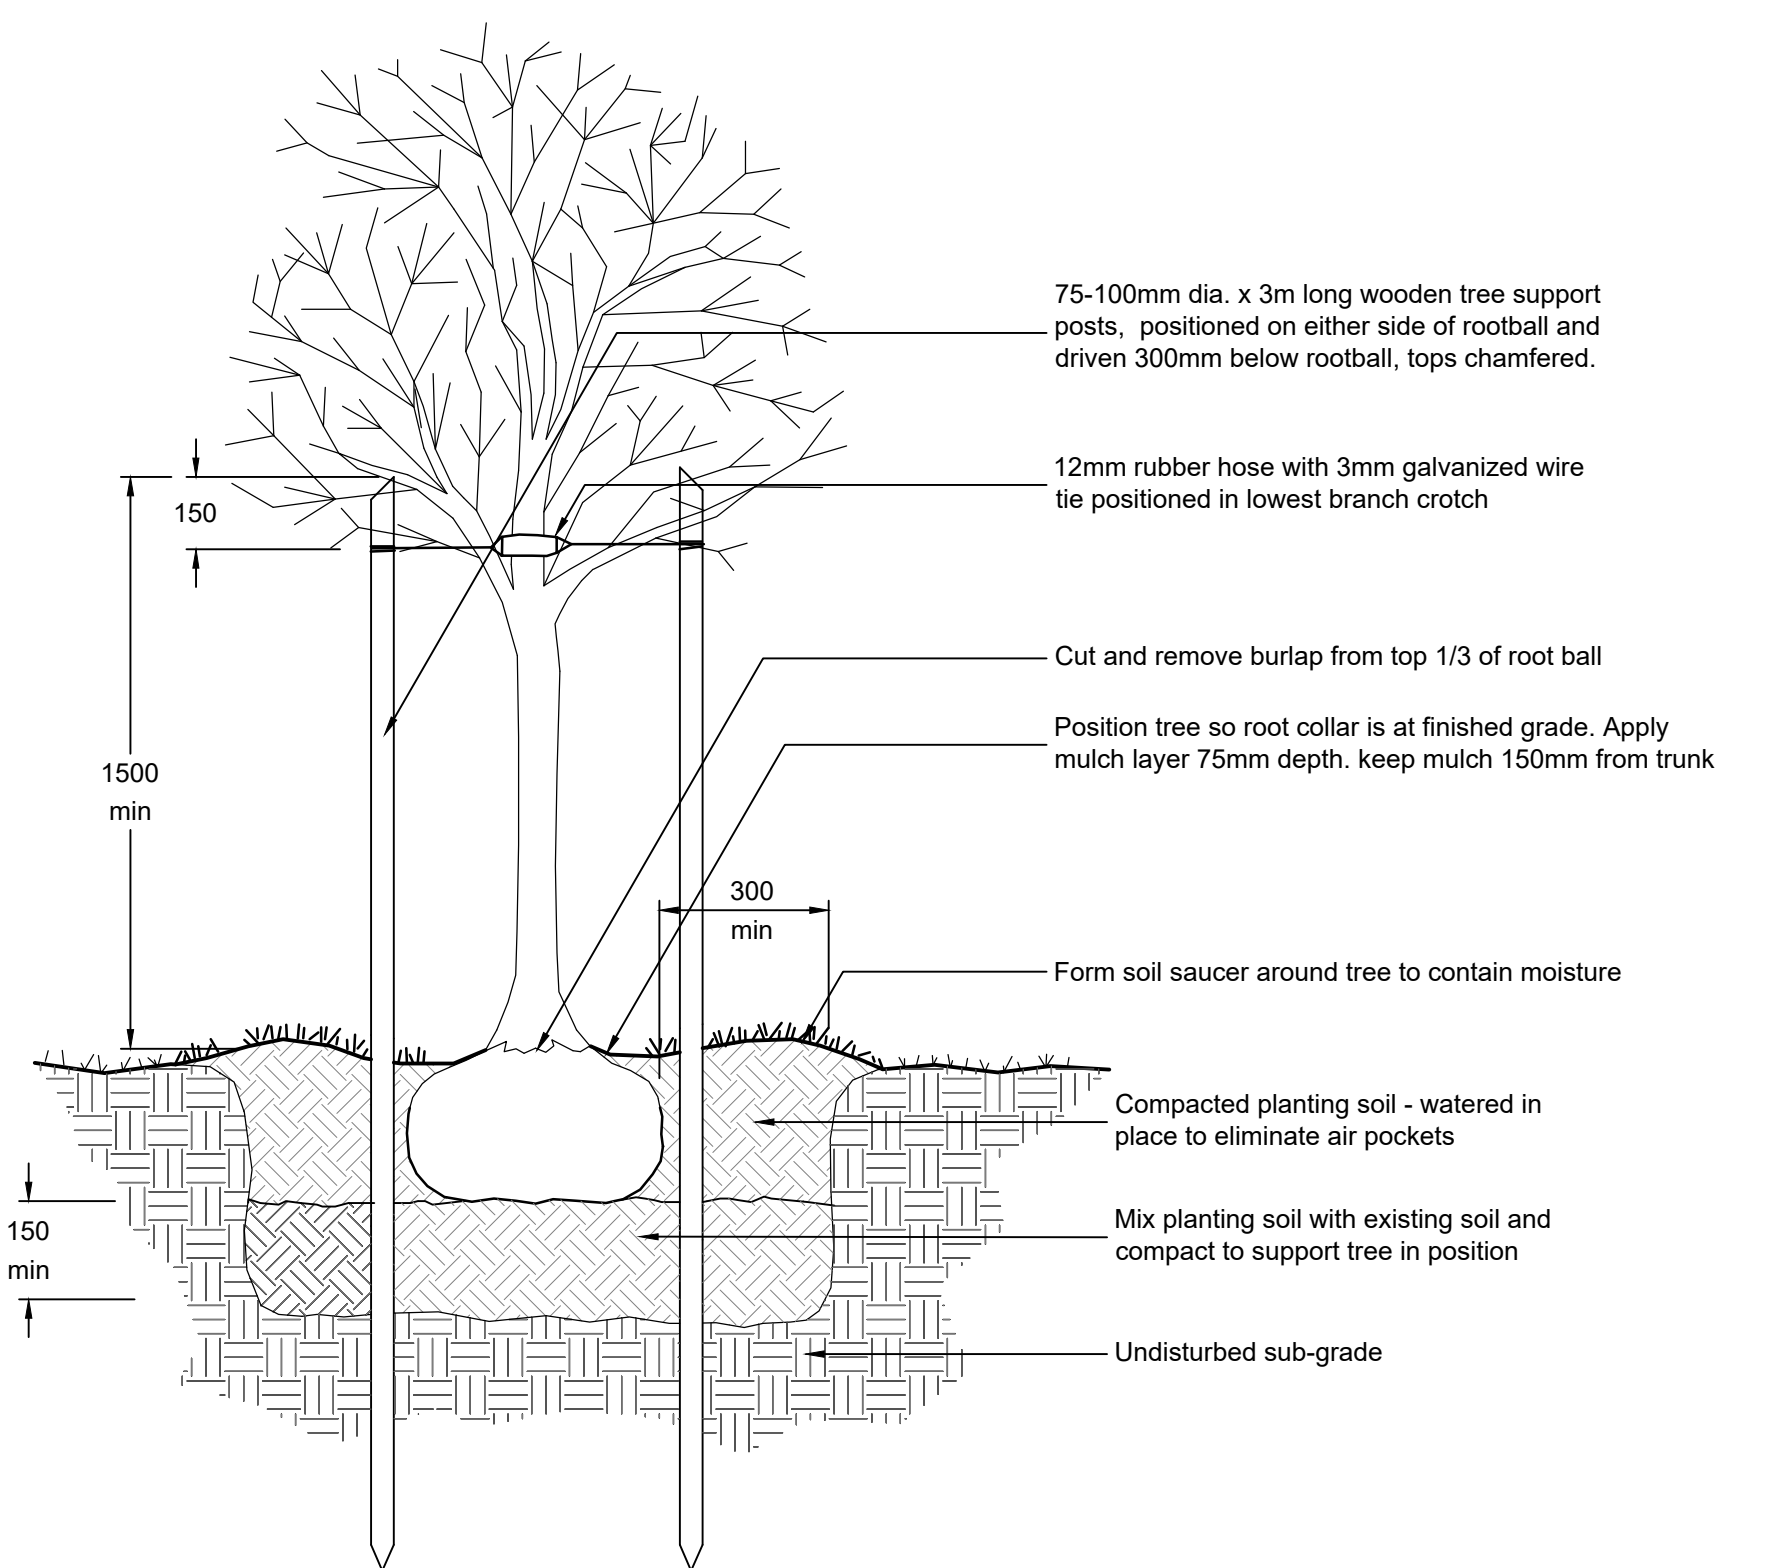 75-100mm dia. x 3m long wooden tree support
posts,  positioned on either side of rootball and
driven 300mm below rootball, tops chamfered.
12mm rubber hose with 3mm galvanized wire
tie positioned in lowest branch crotch
150
Cut and remove burlap from top 1/3 of root ball
Position tree so root collar is at finished grade. Apply
mulch layer 75mm depth. keep mulch 150mm from trunk
1500
min
300
min
Form soil saucer around tree to contain moisture
Compacted planting soil - watered in
place to eliminate air pockets
150
min
Mix planting soil with existing soil and
compact to support tree in position
Undisturbed sub-grade